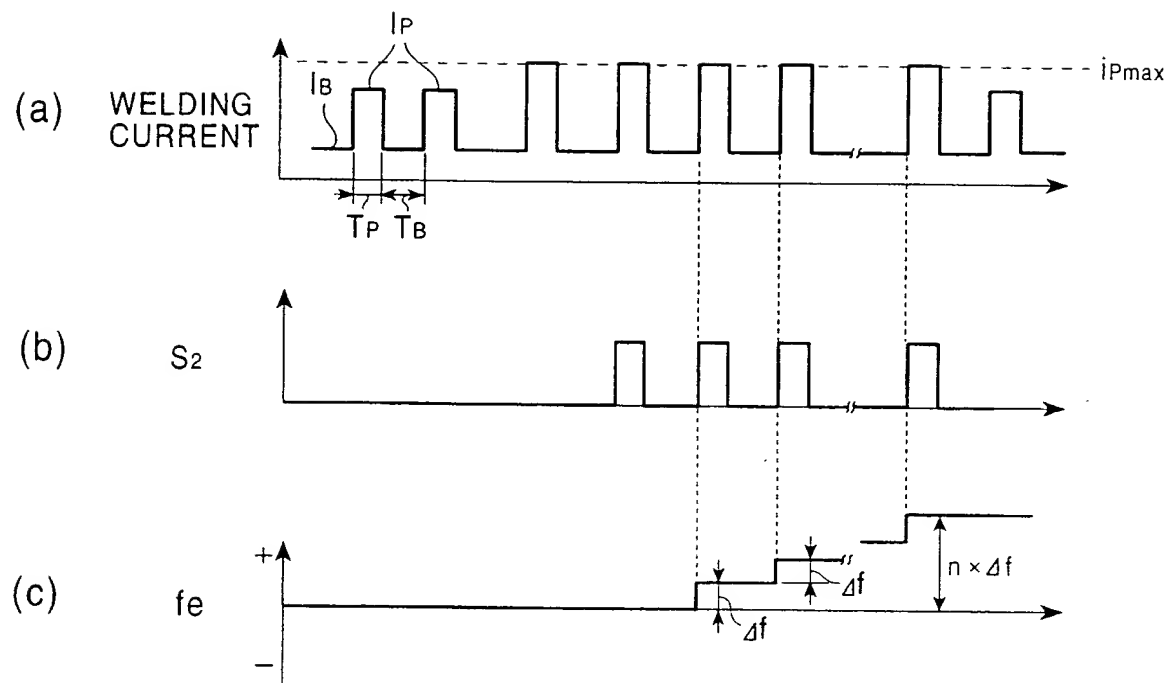 IP
iPmax
IB
(a) WELDING
CURRENT
TP TB
(b) S2
+
(c) fe
−
Δf
Δf
n × Δf